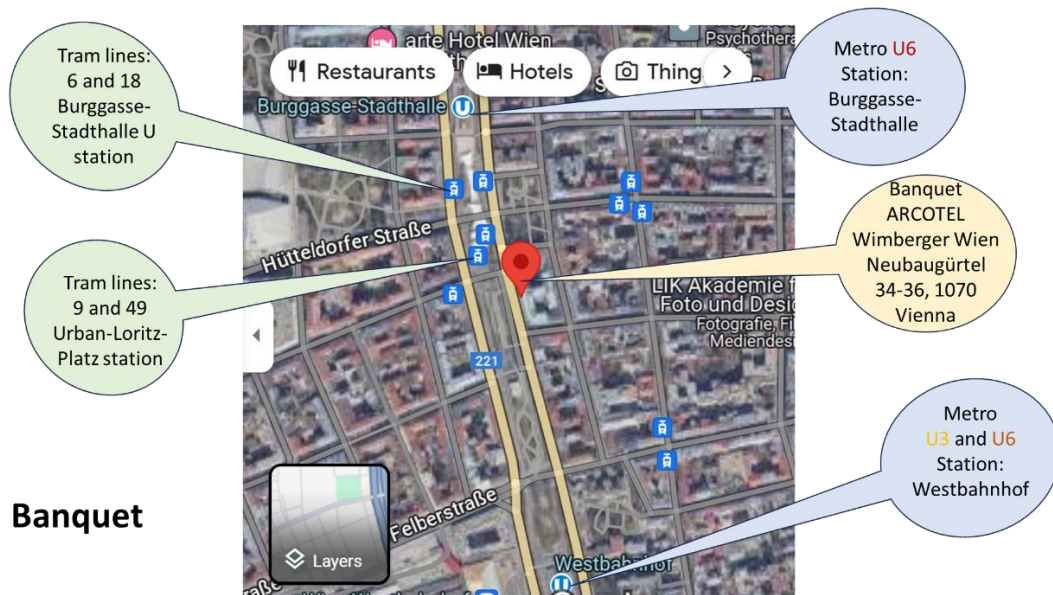 Tram lines:
6 and 18
Burggasse-
Stadthalle U
station
arte Hotel Wien
Restaurants
Hotels
Thing
Burggasse-Stadthalle
Metro U6
Station:
Burggasse-
Stadthalle
Hütteldorfer Straße
Banquet
ARCOTEL
Wimberger Wien
Neubaugürtel
34-36, 1070
Vienna
Tram lines:
9 and 49
Urban-Loritz-
Platz station
LIK Akademie f
Foto und Desig
Fotografie, F
Mediendesi
221
Metro
U3 and U6
Station:
Westbahnhof
Banquet
Felberstraße
Layers
Westbahnhof